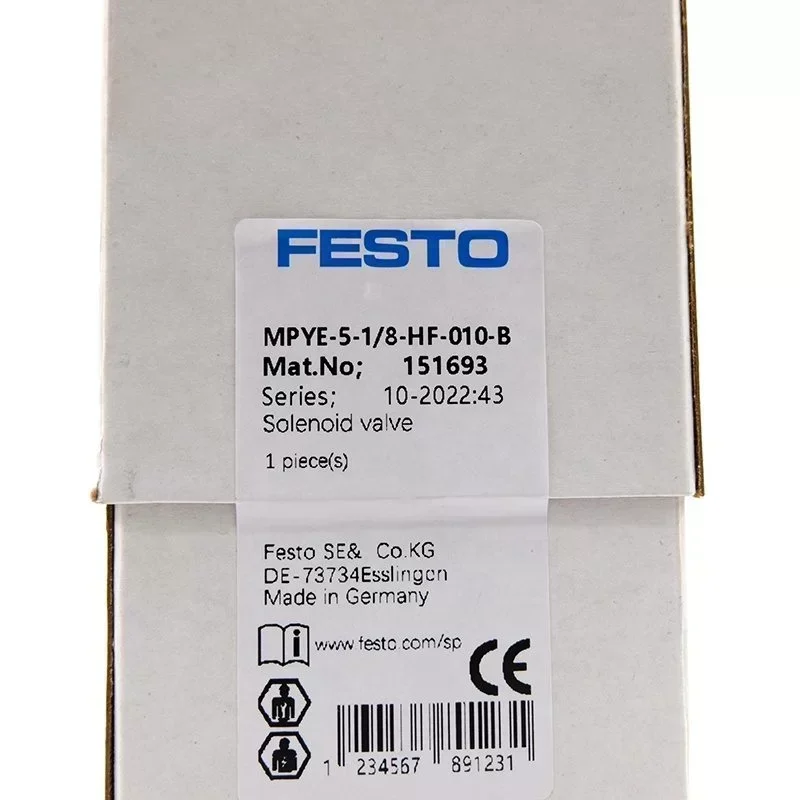 FESTO
MPYE-5-1/8-HF-010-B
Mat.No; 151693
Series; 10-2022:43
Solenoid valve
1 piece(s)
Festo SE& Co.KG
DE-73734Esslingen
Made in Germany
i www.festo.com/sp
CE
1 234567 891231